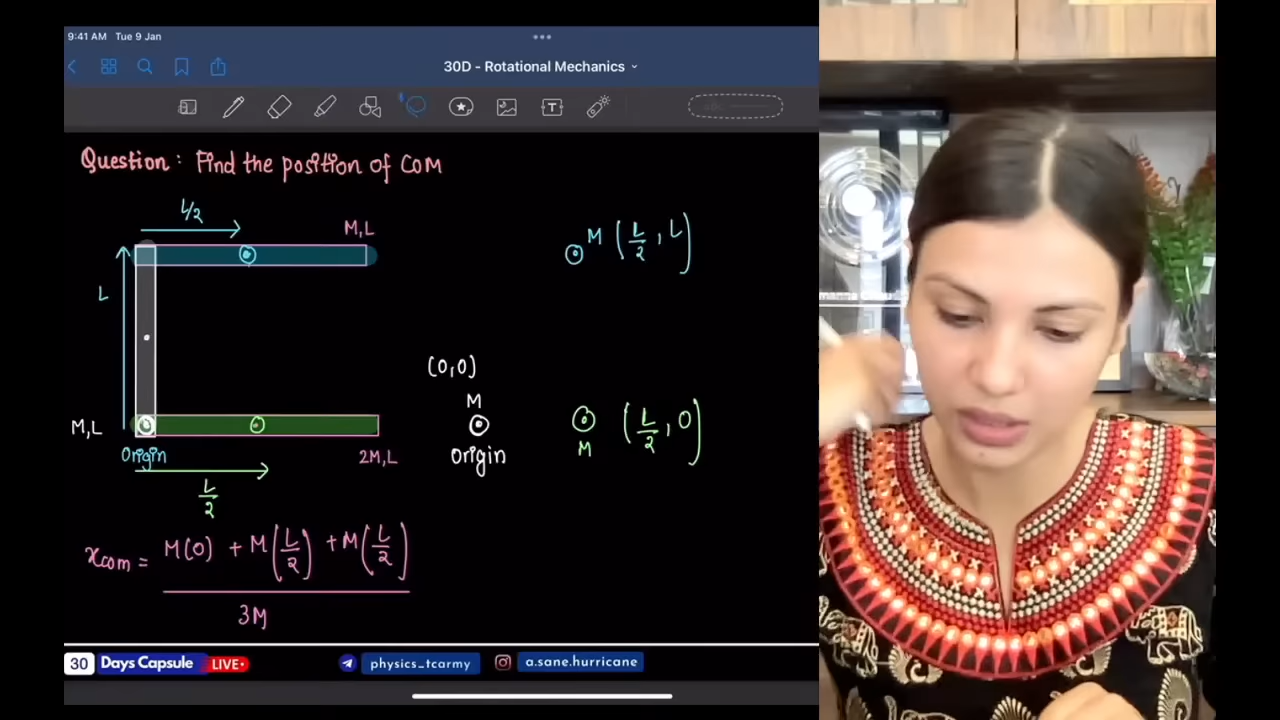 9:41 AM Tue 9 Jan
30D - Rotational Mechanics
Question: Find the position of COM
L/2
M,L
M (L/2, L)
L
(0,0)
M
M,L
M (L/2, 0)
Origin
2M,L
Origin
L/2
xcom = M(0) + M(L/2) + M(L/2)
3M
30 Days Capsule LIVE
physics_tcarmy
a.sane.hurricane